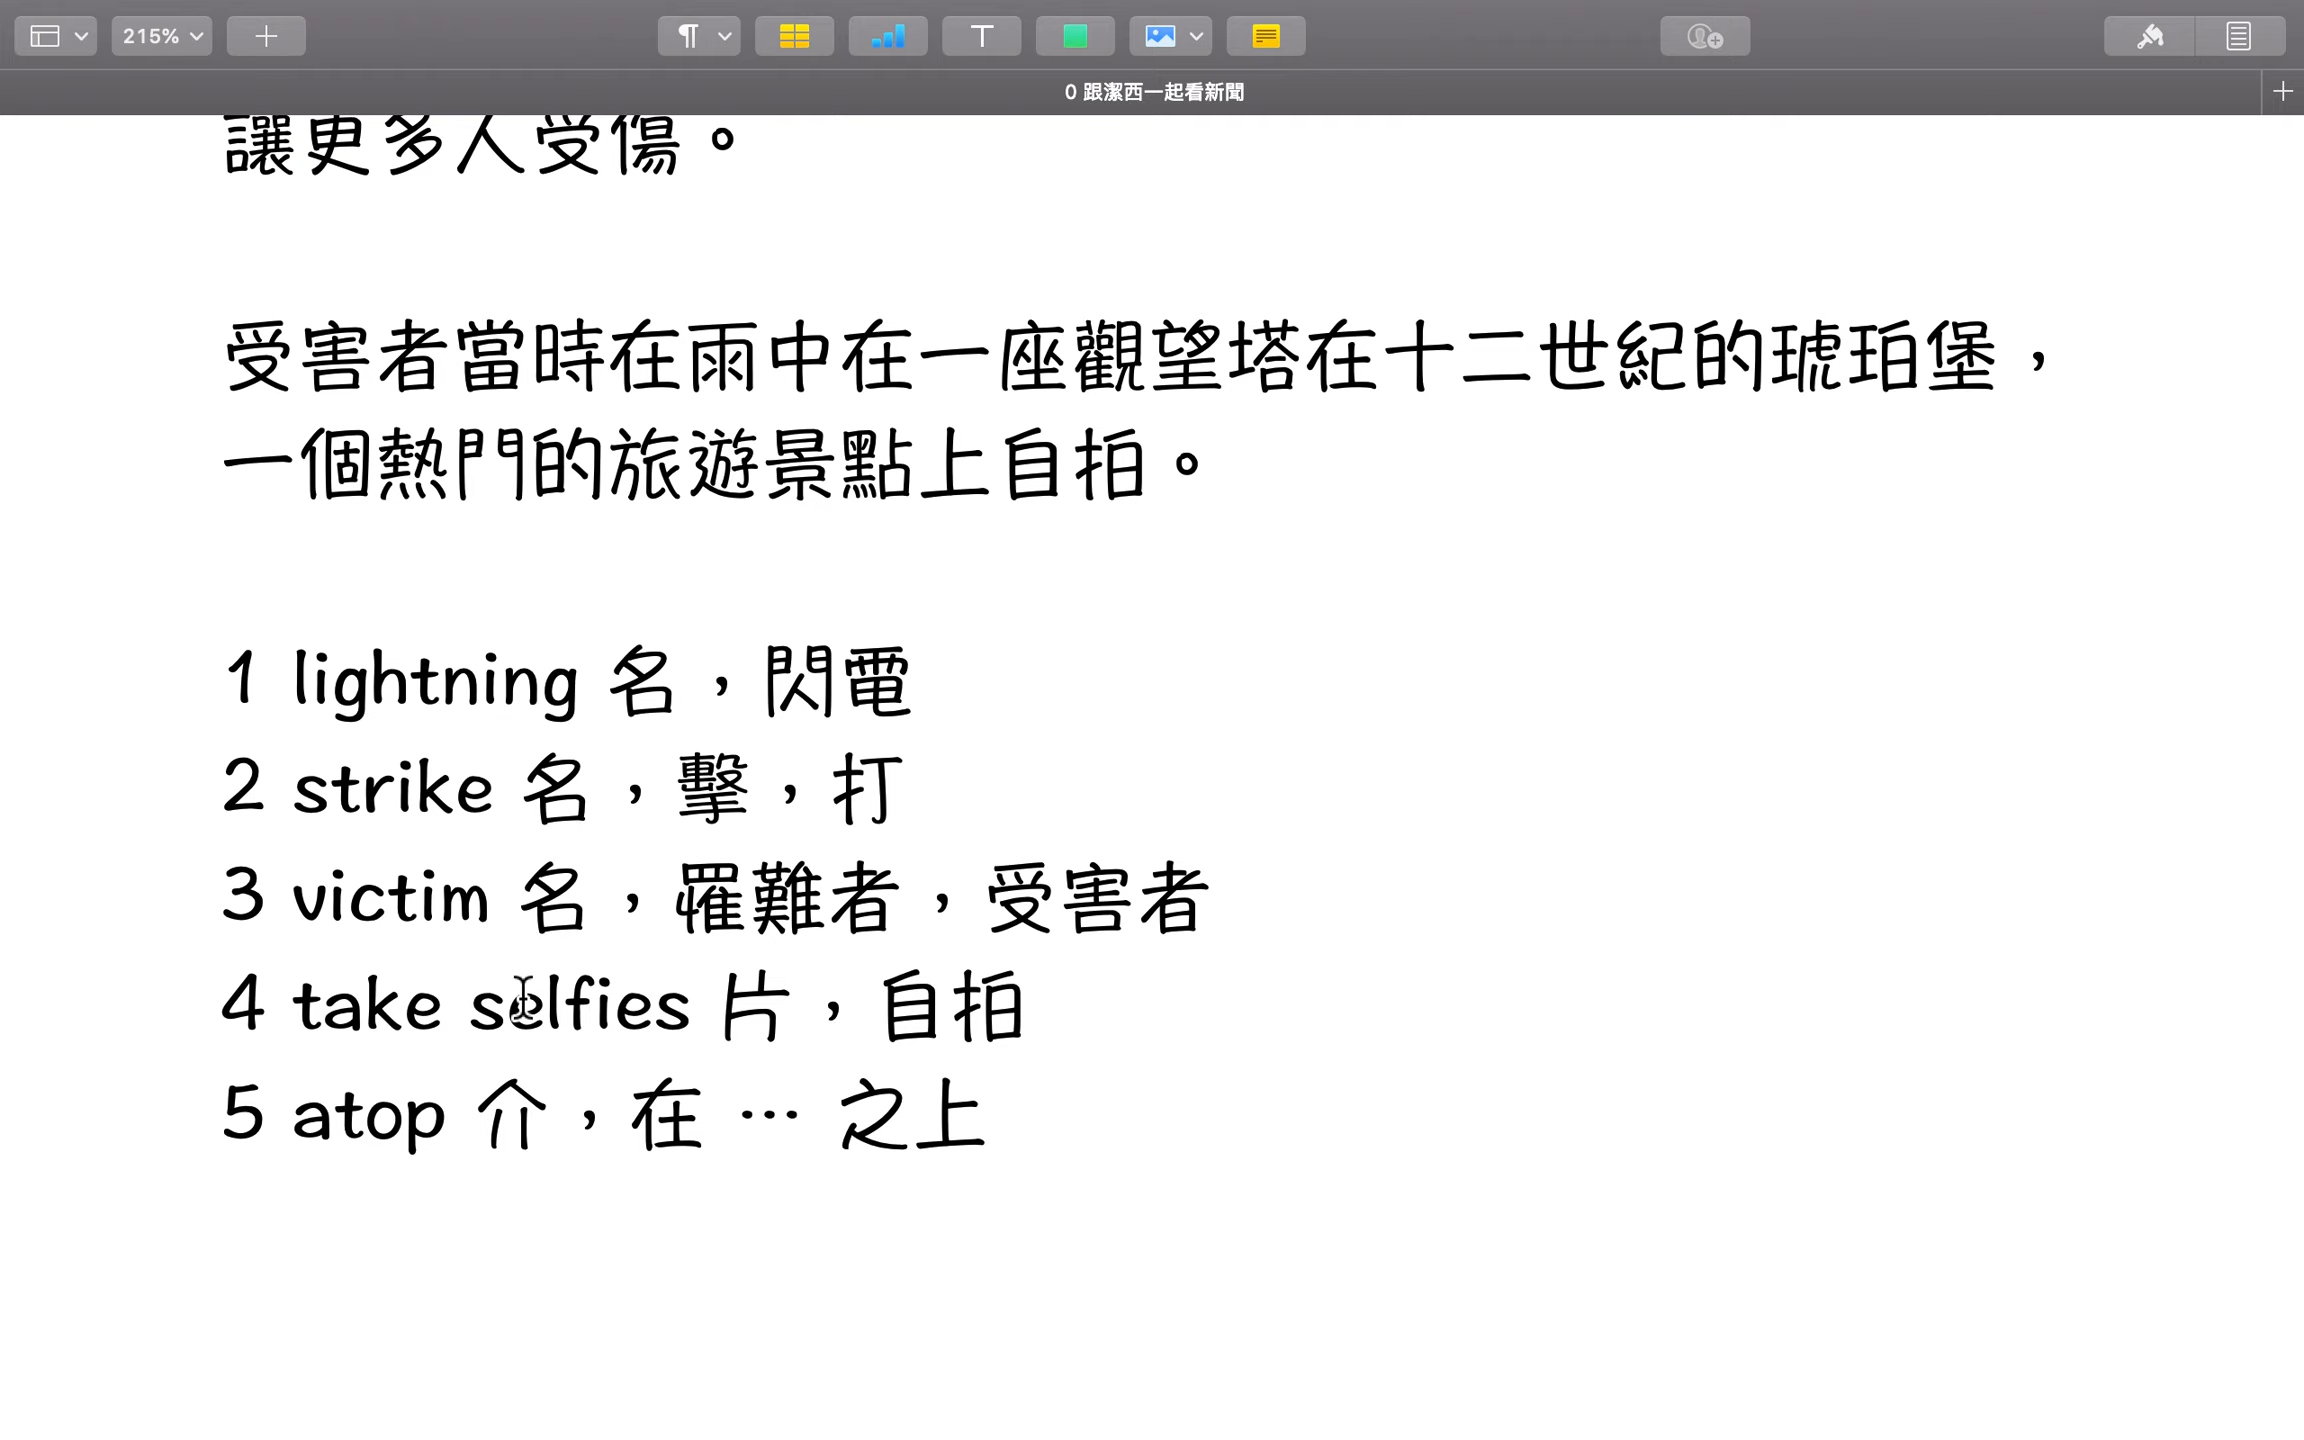 215%
0 跟潔西一起看新聞
讓更多人受傷。
受害者當時在雨中在一座觀望塔在十二世紀的琥珀堡，
一個熱門的旅遊景點上自拍。
1 lightning 名，閃電
2 strike 名，擊，打
3 victim 名，罹難者，受害者
4 take selfies 片，自拍
5 atop 介，在 … 之上